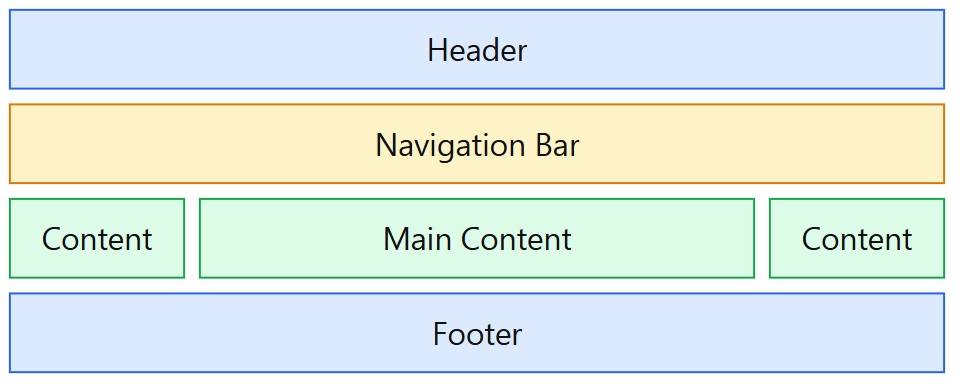 Header
Navigation Bar
Content
Main Content
Content
Footer